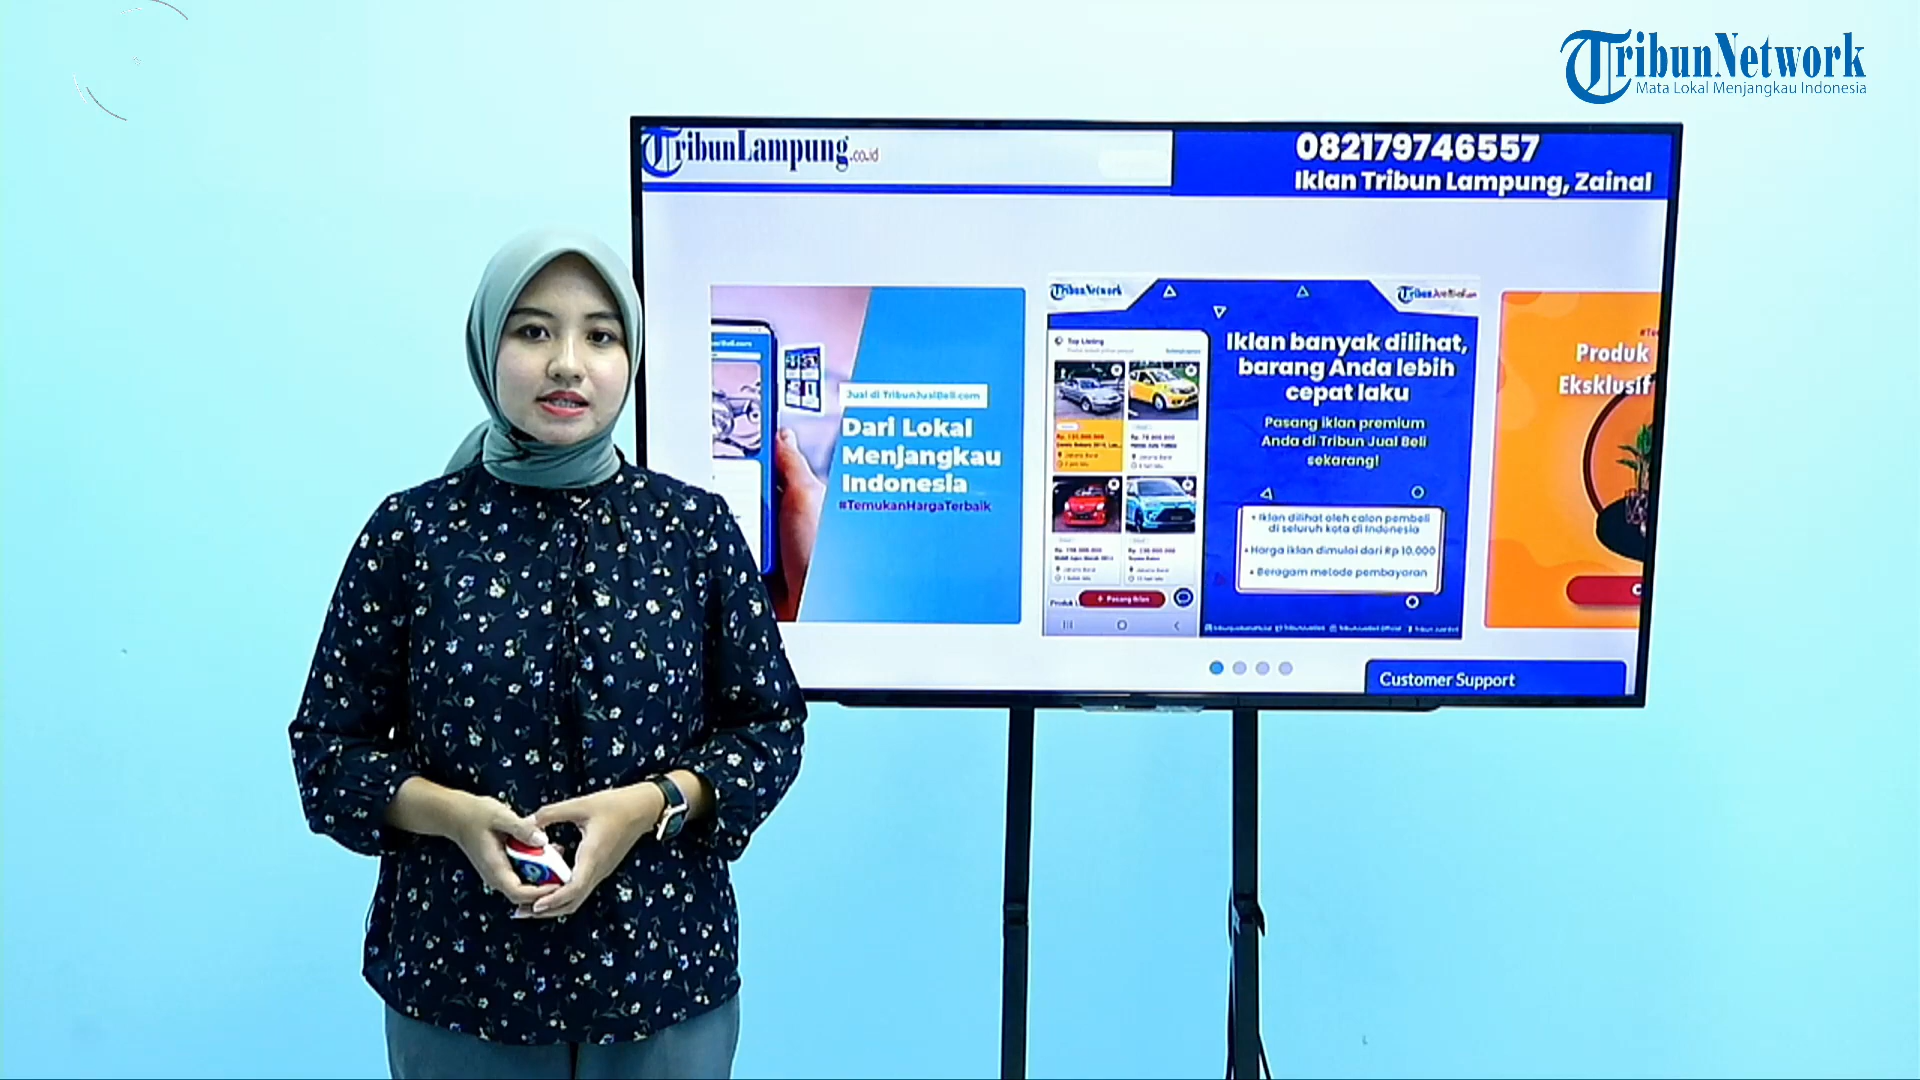 TribunNetwork
Mata Lokal Menjangkau Indonesia
TribunLampung.co.id
082179746557
Iklan Tribun Lampung, Zainal
Jual di TribunJualBeli.com
Dari Lokal
Menjangkau
Indonesia
#TemukanHargaTerbaik
TribunNetwork
Top Listing
Pasang Iklan
Iklan banyak dilihat,
barang Anda lebih
cepat laku
Pasang iklan premium
Anda di Tribun Jual Beli
sekarang!
• Iklan dilihat oleh calon pembeli
di seluruh kota di Indonesia
• Harga iklan dimulai dari Rp 10.000
• Beragam metode pembayaran
Produk
Eksklusif
Customer Support